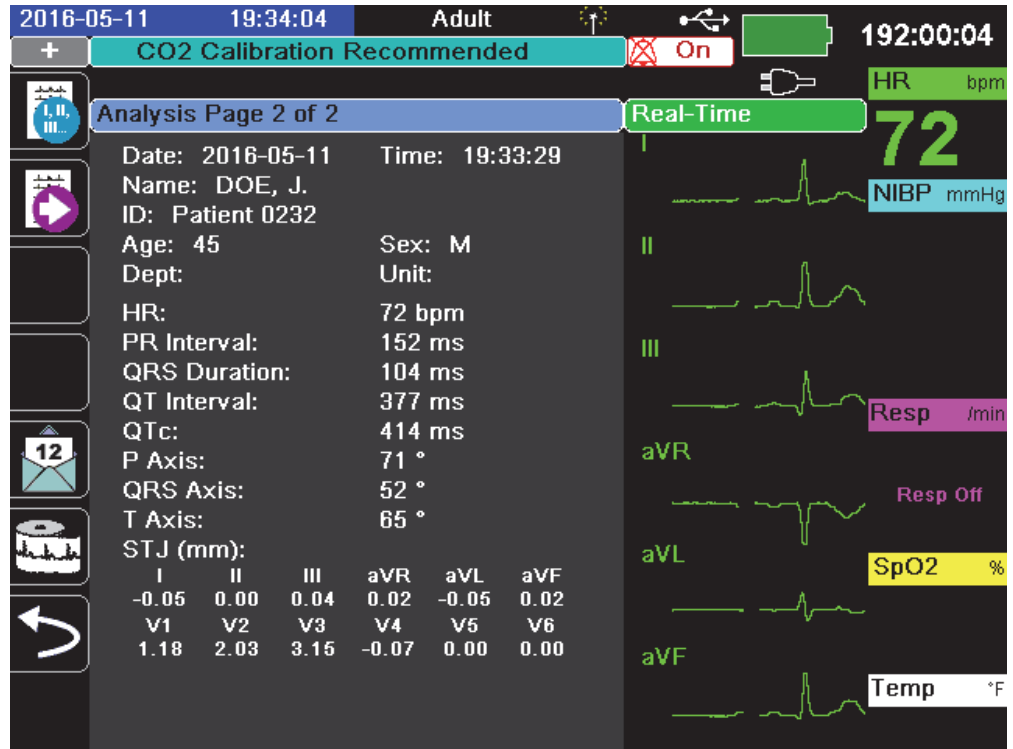 2016-05-11 19:34:04 Adult
192:00:04
+ CO2 Calibration Recommended On
HR bpm
72
I, II, III...
Analysis Page 2 of 2
Date: 2016-05-11 Time: 19:33:29
Name: DOE, J.
ID: Patient 0232
Age: 45 Sex: M
Dept: Unit:
HR: 72 bpm
PR Interval: 152 ms
QRS Duration: 104 ms
QT Interval: 377 ms
QTc: 414 ms
P Axis: 71 °
QRS Axis: 52 °
T Axis: 65 °
STJ (mm):
I II III aVR aVL aVF
-0.05 0.00 0.04 0.02 -0.05 0.02
V1 V2 V3 V4 V5 V6
1.18 2.03 3.15 -0.07 0.00 0.00
12
Real-Time
I
II
III
aVR
aVL
aVF
NIBP mmHg
Resp /min
Resp Off
SpO2 %
Temp °F